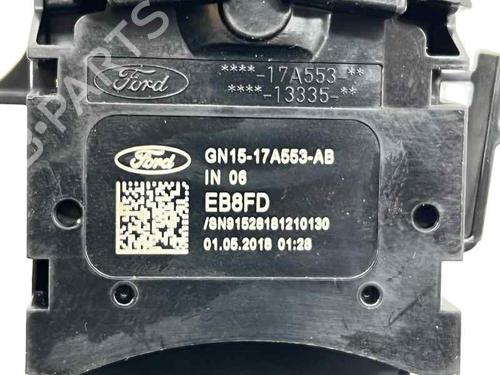 Ford
****-17A553-**
****-13335-**
Ford
GN15-17A553-AB
IN 06
EB8FD
/SN91528181210130
01.05.2018 01:28
B-PARTS